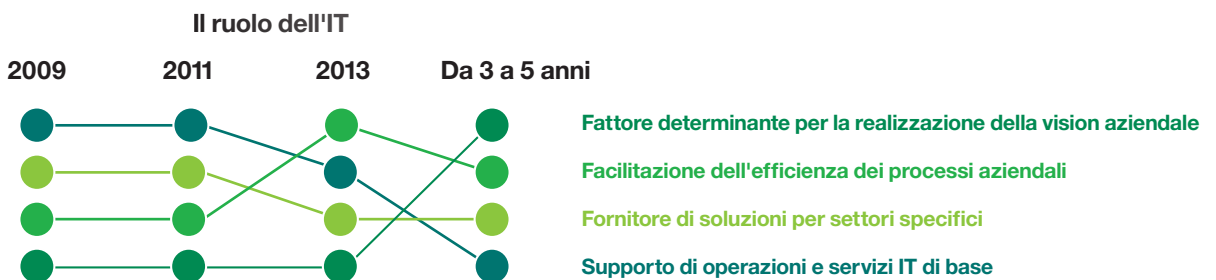 Il ruolo dell'IT
2009 2011 2013 Da 3 a 5 anni
Fattore determinante per la realizzazione della vision aziendale
Facilitazione dell'efficienza dei processi aziendali
Fornitore di soluzioni per settori specifici
Supporto di operazioni e servizi IT di base